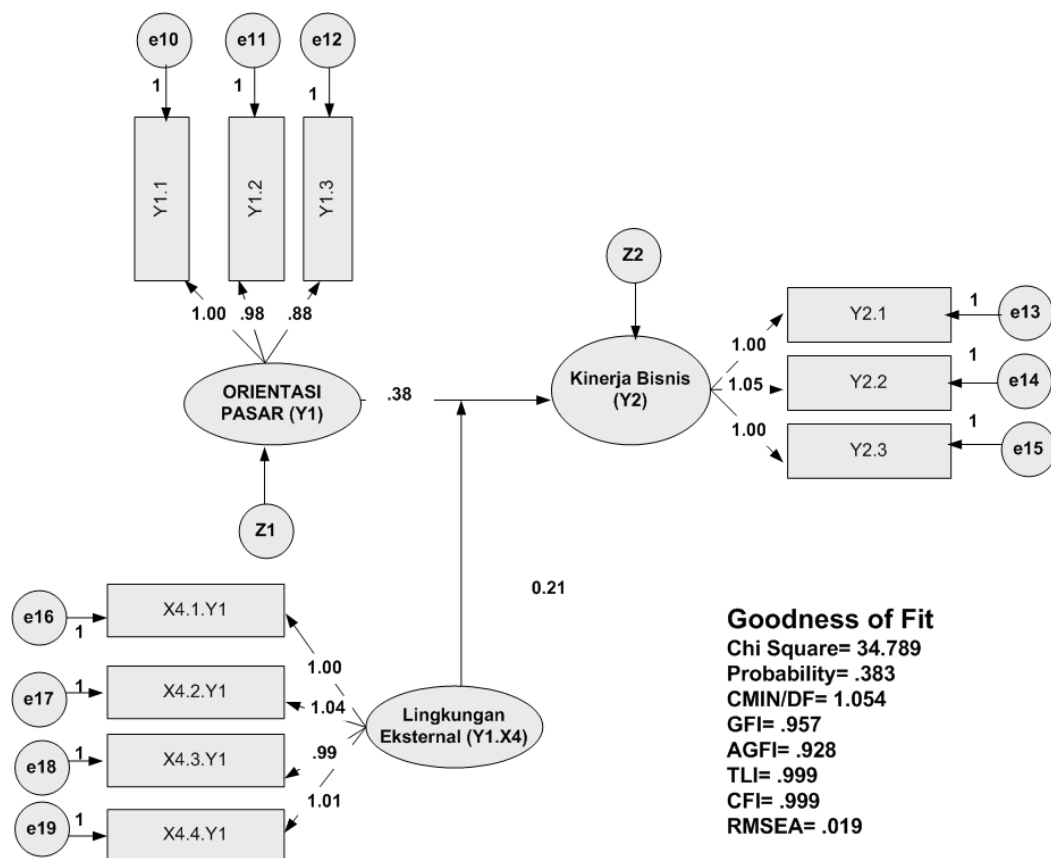 e10
e11
e12
1
1
1
Y1.1
Y1.2
Y1.3
1.00
.98
.88
ORIENTASI
PASAR (Y1)
.38
Z1
Z2
Kinerja Bisnis
(Y2)
1.00
1.05
1.00
Y2.1
Y2.2
Y2.3
1
1
1
e13
e14
e15
0.21
e16
e17
e18
e19
1
1
1
1
X4.1.Y1
X4.2.Y1
X4.3.Y1
X4.4.Y1
1.00
1.04
.99
1.01
Lingkungan
Eksternal (Y1.X4)
Goodness of Fit
Chi Square= 34.789
Probability= .383
CMIN/DF= 1.054
GFI= .957
AGFI= .928
TLI= .999
CFI= .999
RMSEA= .019